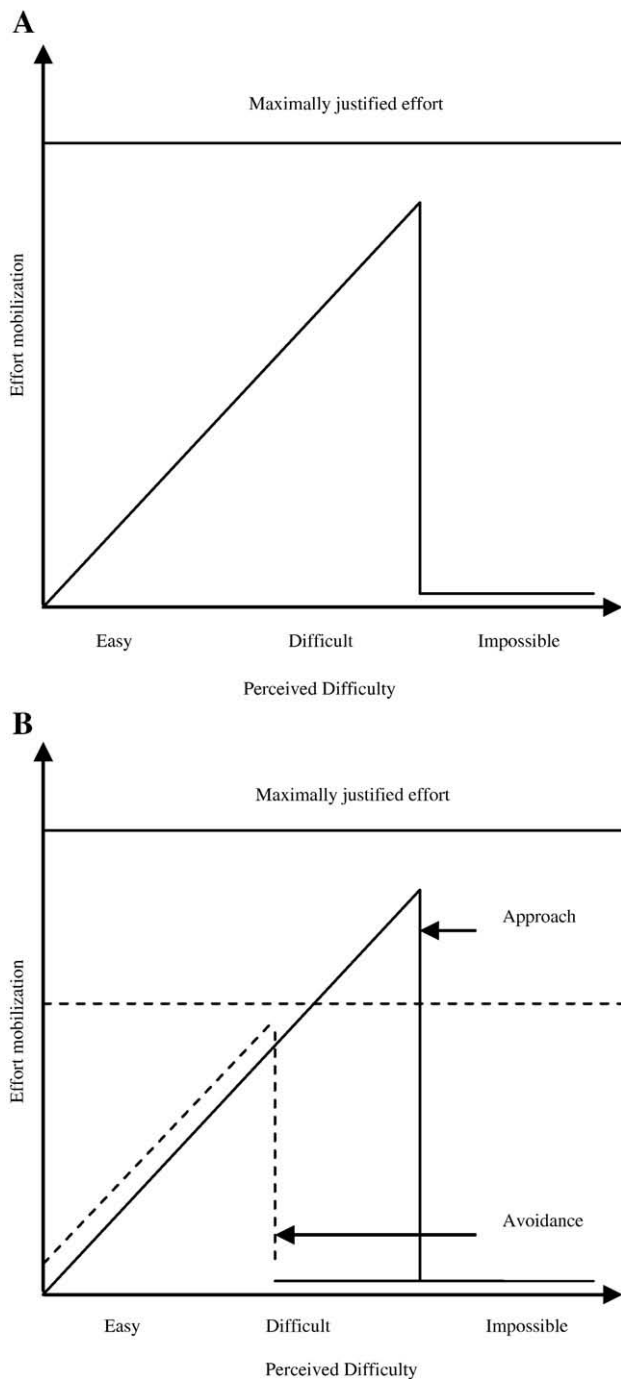 A
Maximally justified effort
Effort mobilization
Easy Difficult Impossible
Perceived Difficulty
B
Maximally justified effort
Approach
Effort mobilization
Avoidance
Easy Difficult Impossible
Perceived Difficulty